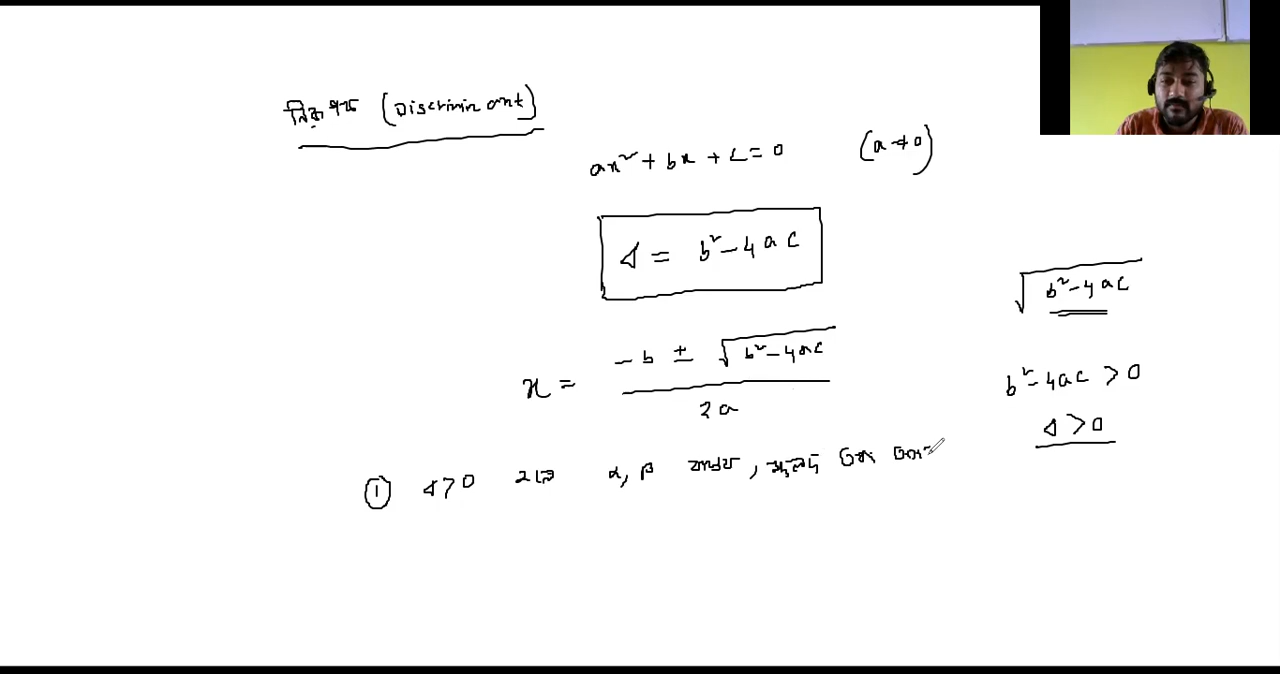 নিরূপক (Discriminant)
ax² + bx + c = 0 (a ≠ 0)
Δ = b² - 4ac
√(b² - 4ac)
x = (-b ± √(b² - 4ac)) / 2a
b² - 4ac > 0
Δ > 0
① Δ > 0 হলে α, β বাস্তব, মূলদ